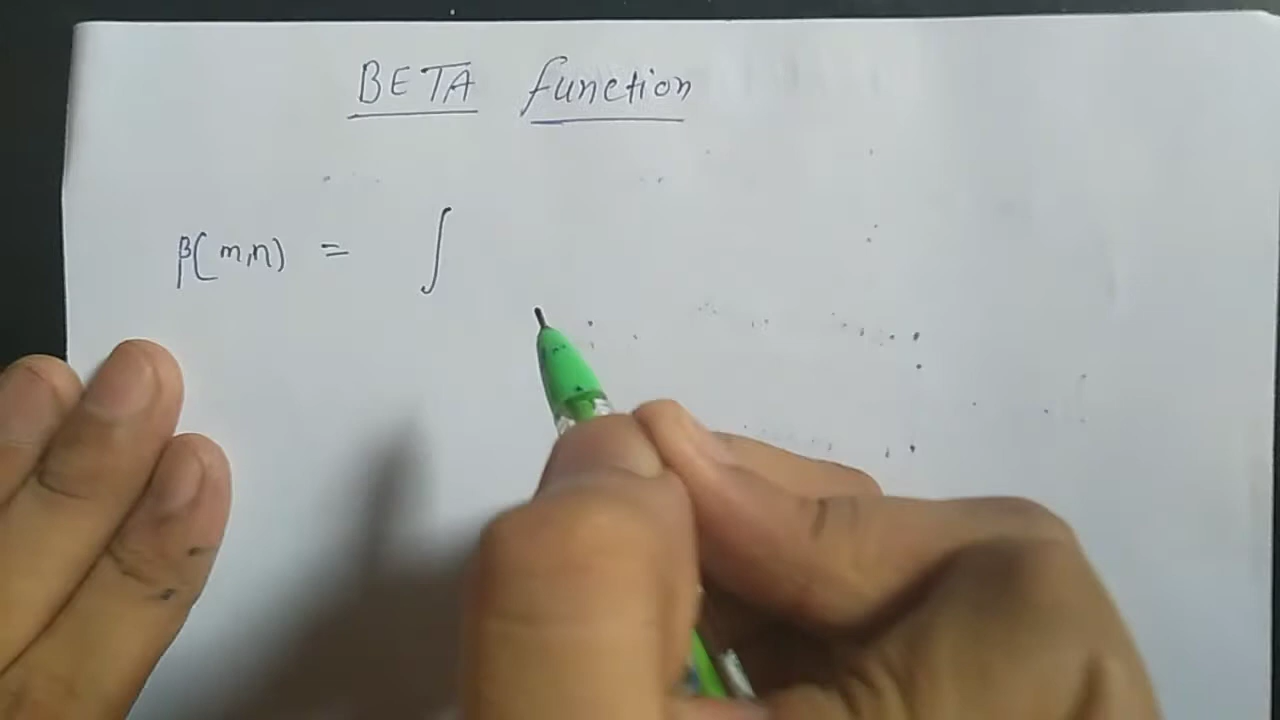 BETA function
β(m,n) = ∫